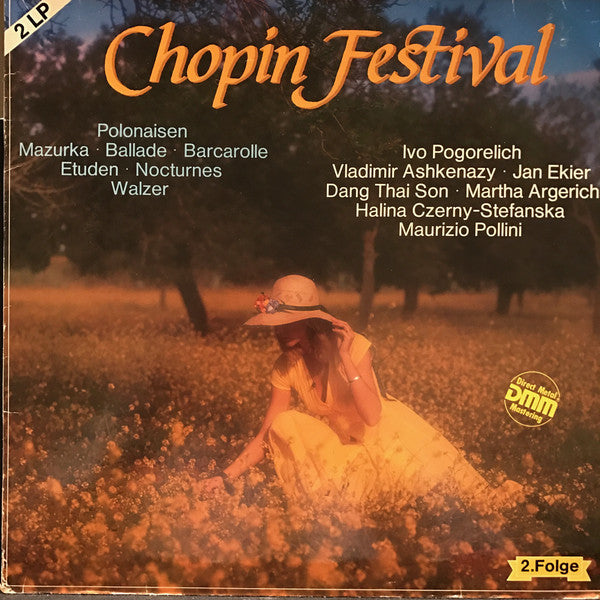 2 LP
Chopin Festival
Polonaisen
Mazurka · Ballade · Barcarolle
Etuden · Nocturnes
Walzer
Ivo Pogorelich
Vladimir Ashkenazy · Jan Ekier
Dang Thai Son · Martha Argerich
Halina Czerny-Stefanska
Maurizio Pollini
Direct Metal
DMM
Mastering
2.Folge